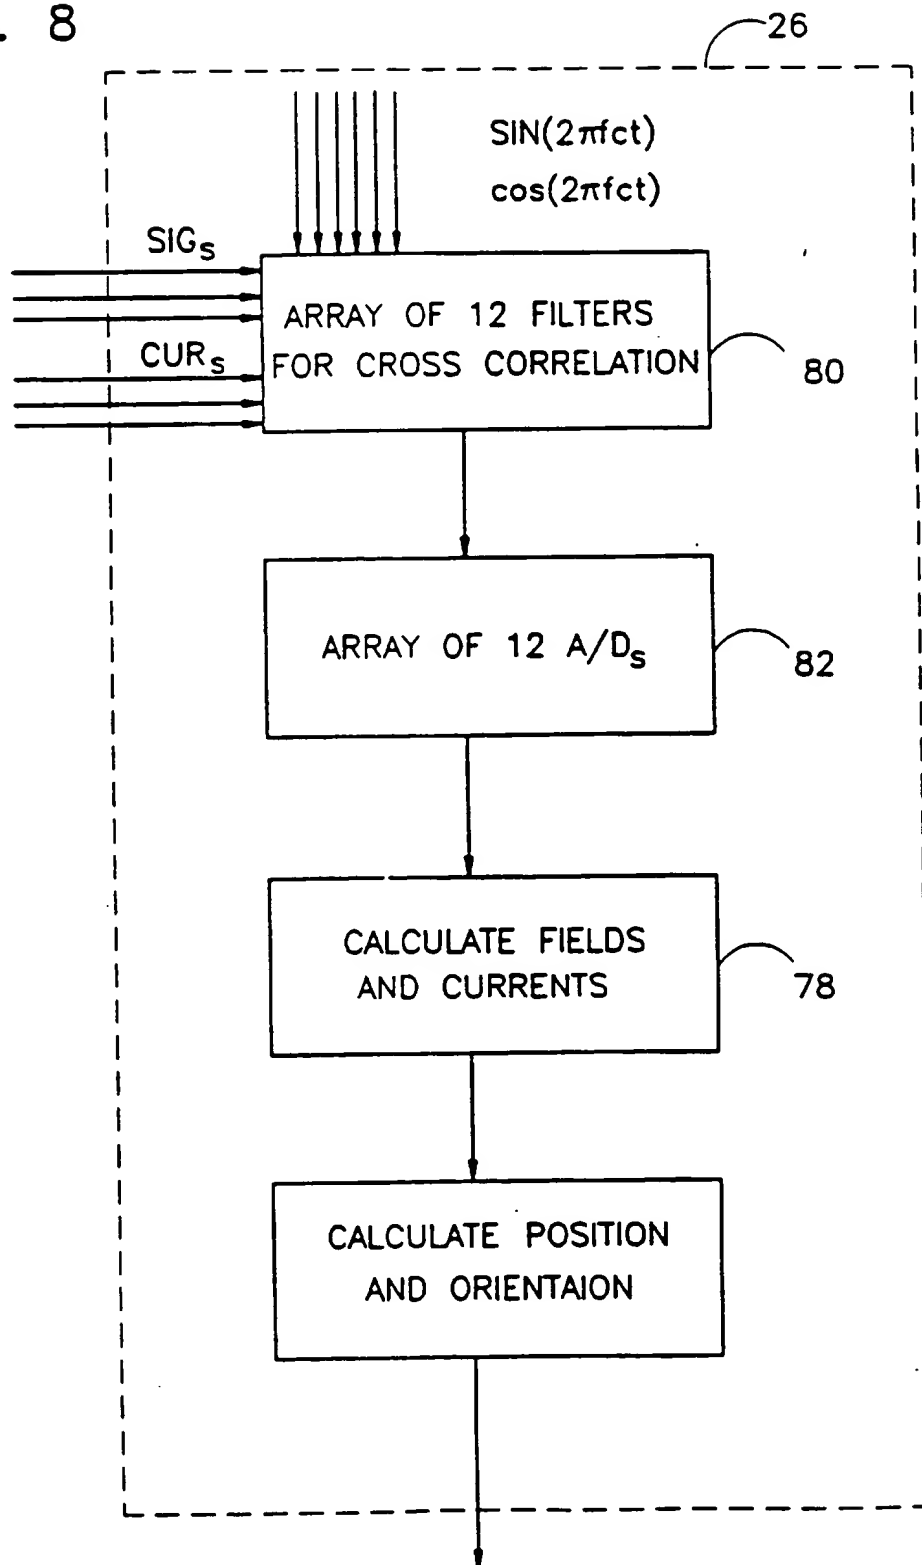 . 8
26
SIN(2πfct)
cos(2πfct)
SIGs
CURs
ARRAY OF 12 FILTERS
FOR CROSS CORRELATION
80
ARRAY OF 12 A/Ds
82
CALCULATE FIELDS
AND CURRENTS
78
CALCULATE POSITION
AND ORIENTAION